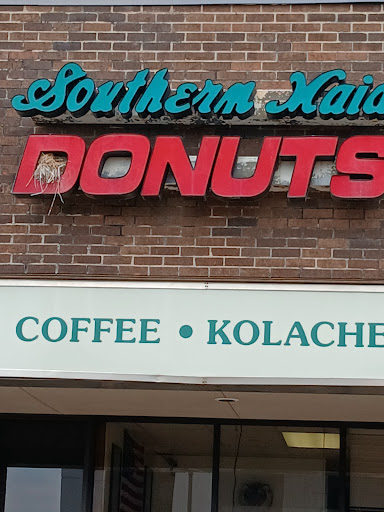 Southern Maid
DONUTS
COFFEE • KOLACHE